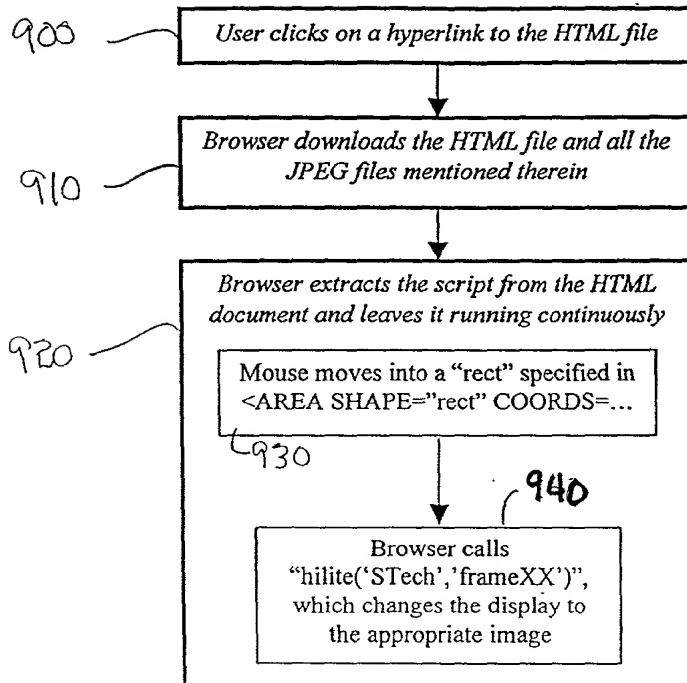 900
User clicks on a hyperlink to the HTML file
910
Browser downloads the HTML file and all the
JPEG files mentioned therein
920
Browser extracts the script from the HTML
document and leaves it running continuously
Mouse moves into a “rect” specified in
<AREA SHAPE="rect" COORDS=...
930
940
Browser calls
“hilite(‘STech’,’frameXX’)”,
which changes the display to
the appropriate image